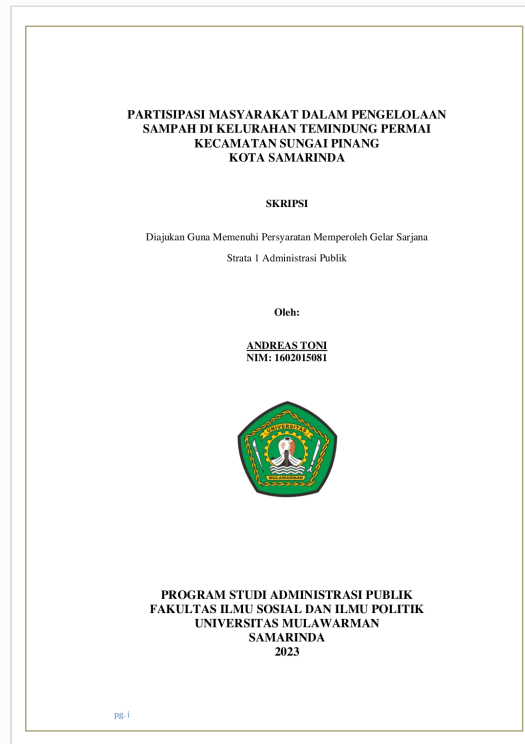 PARTISIPASI MASYARAKAT DALAM PENGELOLAAN
SAMPAH DI KELURAHAN TEMINDUNG PERMAI
KECAMATAN SUNGAI PINANG
KOTA SAMARINDA
SKRIPSI
Diajukan Guna Memenuhi Persyaratan Memperoleh Gelar Sarjana
Strata 1 Administrasi Publik
Oleh:
ANDREAS TONI
NIM: 1602015081
UNIVERSITAS
MULAWARMAN
PROGRAM STUDI ADMINISTRASI PUBLIK
FAKULTAS ILMU SOSIAL DAN ILMU POLITIK
UNIVERSITAS MULAWARMAN
SAMARINDA
2023
pg. i